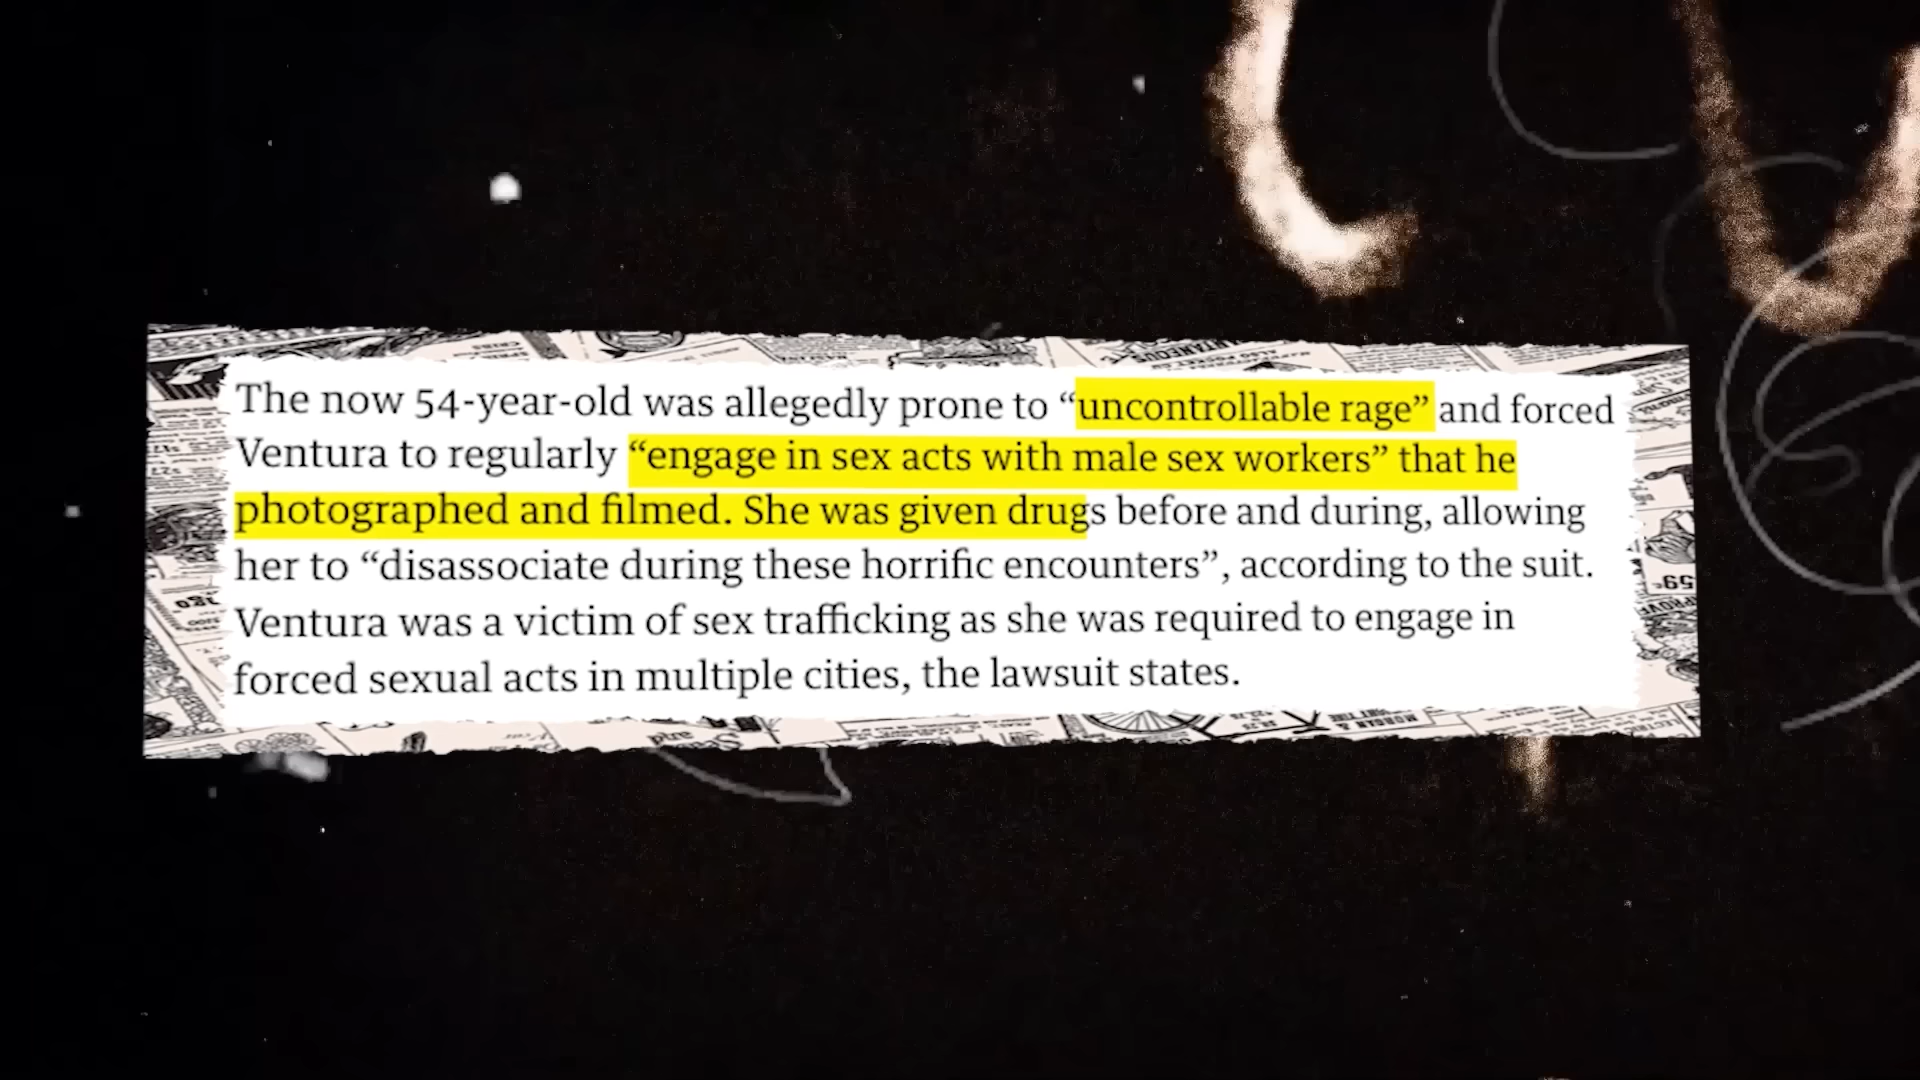 The now 54-year-old was allegedly prone to “uncontrollable rage” and forced
Ventura to regularly “engage in sex acts with male sex workers” that he
photographed and filmed. She was given drugs before and during, allowing
her to “disassociate during these horrific encounters”, according to the suit.
Ventura was a victim of sex trafficking as she was required to engage in
forced sexual acts in multiple cities, the lawsuit states.